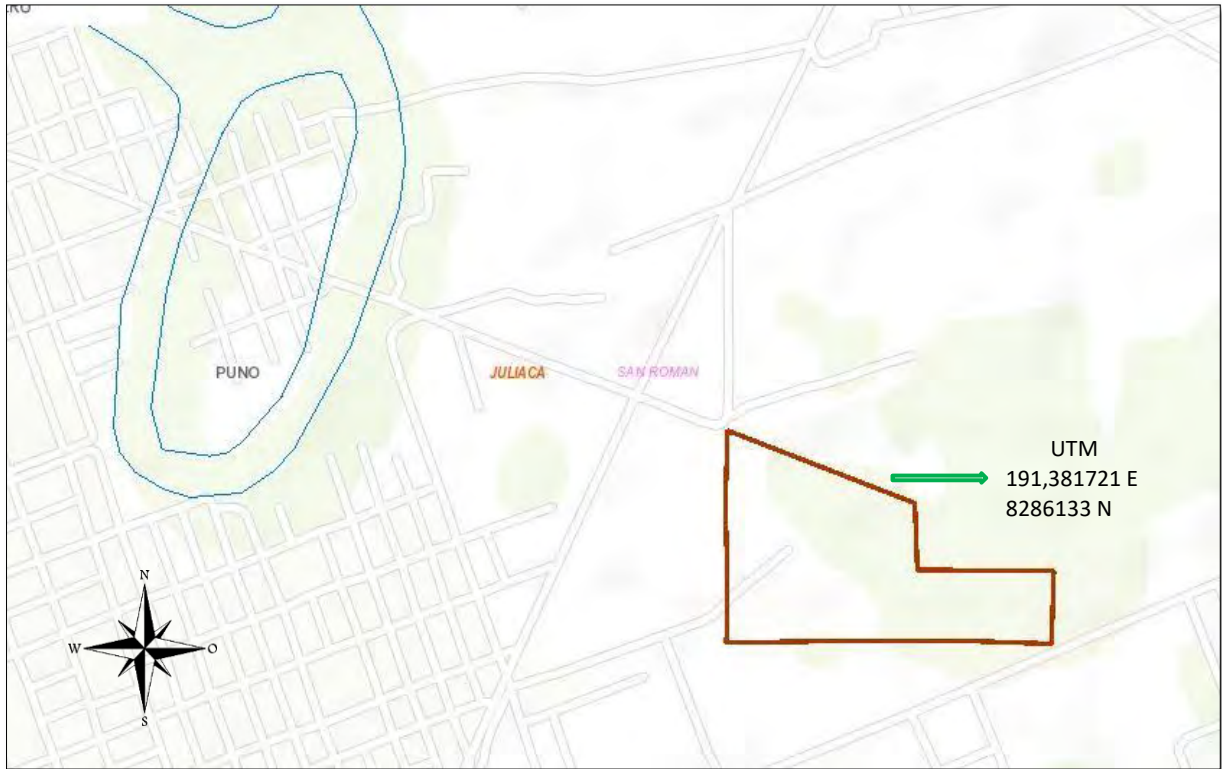 PUNO
JULIACA
SAN ROMAN
UTM
191,381721 E
8286133 N
N
W
O
S